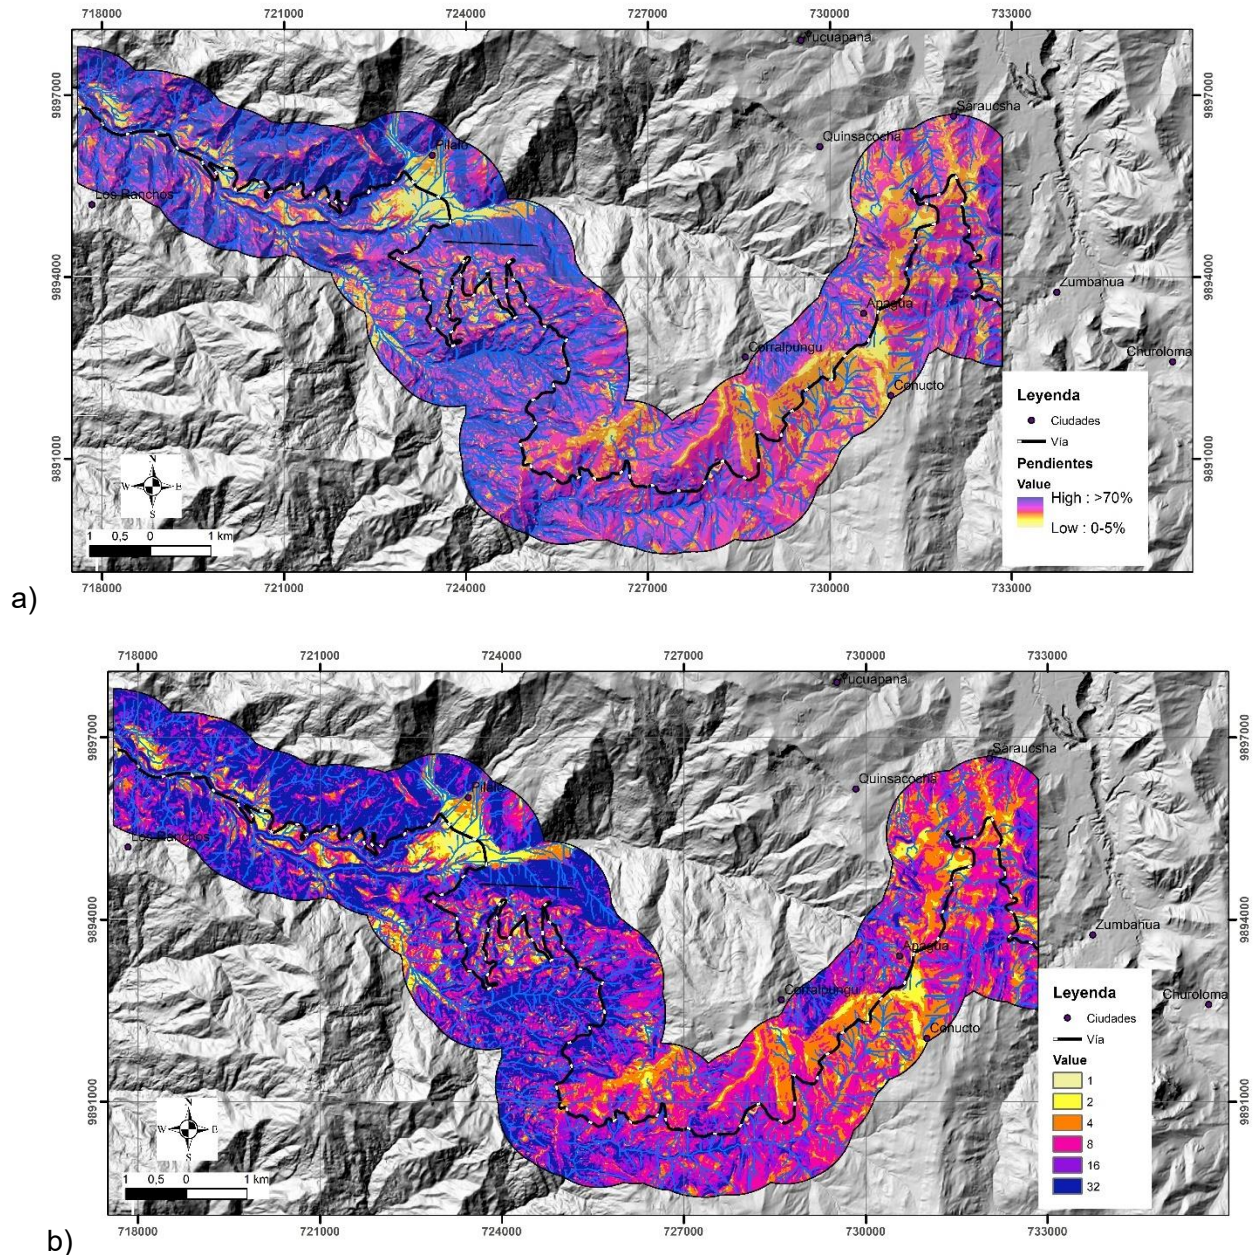 718000 721000 724000 727000 730000 733000
Yucuapana
9897000 9897000
Saraucsha
Quinsacocha
Pilalo
Los Ranchos
9894000 9894000
Zumbahua
Apagua
Corralpungu
Churoloma
Conucto
Leyenda
Ciudades
Vía
Pendientes
Value
High : >70%
Low : 0-5%
9891000 9891000
N
W E
S
1 0,5 0 1 km
718000 721000 724000 727000 730000 733000
a)
718000 721000 724000 727000 730000 733000
Yucuapana
9897000 9897000
Saraucsha
Quinsacocha
Pilalo
Los Ranchos
9894000 9894000
Zumbahua
Apagua
Corralpungu
Churoloma
Conucto
Leyenda
Ciudades
Vía
Value
1
2
4
8
16
32
9891000 9891000
N
W E
S
1 0,5 0 1 km
718000 721000 724000 727000 730000 733000
b)